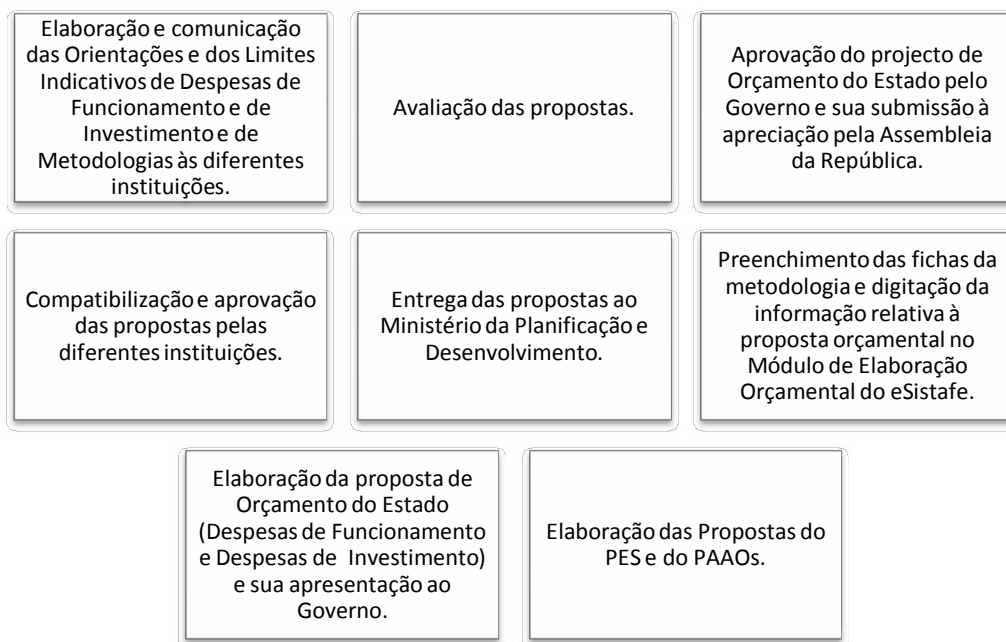 Elaboração e comunicação
das Orientações e dos Limites
Indicativos de Despesas de
Funcionamento e de
Investimento e de
Metodologias às diferentes
instituições.
Avaliação das propostas.
Aprovação do projecto de
Orçamento do Estado pelo
Governo e sua submissão à
apreciação pela Assembleia
da República.
Compatibilização e aprovação
das propostas pelas
diferentes instituições.
Entrega das propostas ao
Ministério da Planificação e
Desenvolvimento.
Preenchimento das fichas da
metodologia e digitação da
informação relativa à
proposta orçamental no
Módulo de Elaboração
Orçamental do eSistafe.
Elaboração da proposta de
Orçamento do Estado
(Despesas de Funcionamento
e Despesas de Investimento)
e sua apresentação ao
Governo.
Elaboração das Propostas do
PES e do PAAOs.